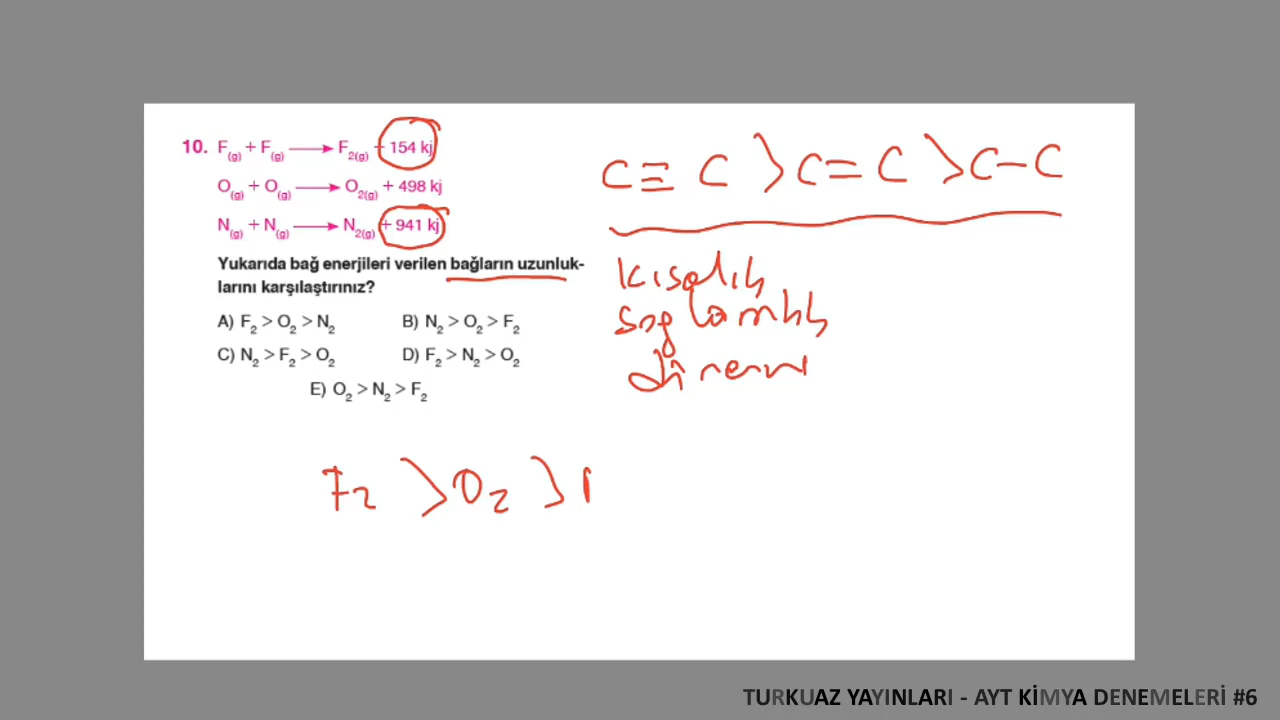 10. F(g) + F(g) ⟶ F2(g) + 154 kj
O(g) + O(g) ⟶ O2(g) + 498 kj
N(g) + N(g) ⟶ N2(g) + 941 kj
Yukarıda bağ enerjileri verilen bağların uzunluk-
larını karşılaştırınız?
A) F2 > O2 > N2 B) N2 > O2 > F2
C) N2 > F2 > O2 D) F2 > N2 > O2
E) O2 > N2 > F2
C≡C > C=C > C-C
kısalık
sağlamlık
F2 > O2 >
TURKUAZ YAYINLARI - AYT KİMYA DENEMELERİ #6